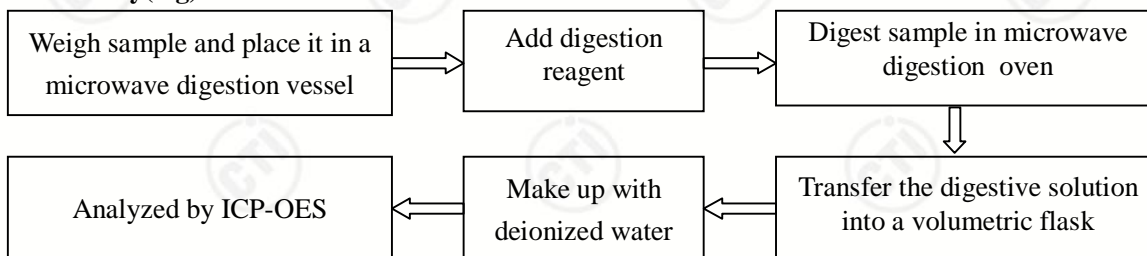 Weigh sample and place it in a
microwave digestion vessel
Add digestion
reagent
Digest sample in microwave
digestion oven
Transfer the digestive solution
into a volumetric flask
Make up with
deionized water
Analyzed by ICP-OES